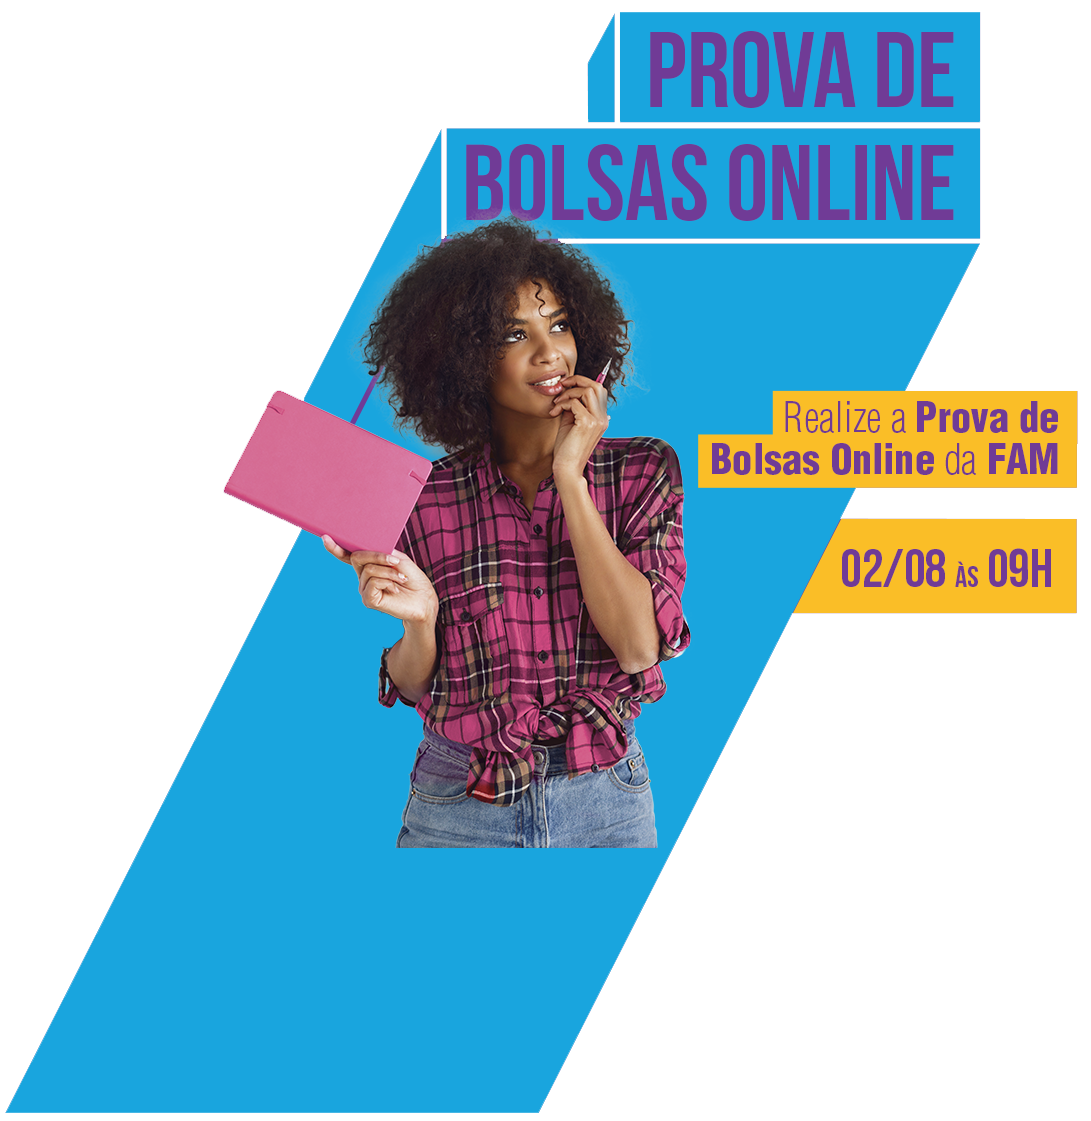 PROVA DE
BOLSAS ONLINE
Realize a Prova de
Bolsas Online da FAM
02/08 ÀS 09H